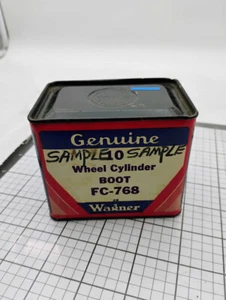 Genuine
SAMPLE 10 SAMPLE
Wheel Cylinder
BOOT
FC-768
Wagner